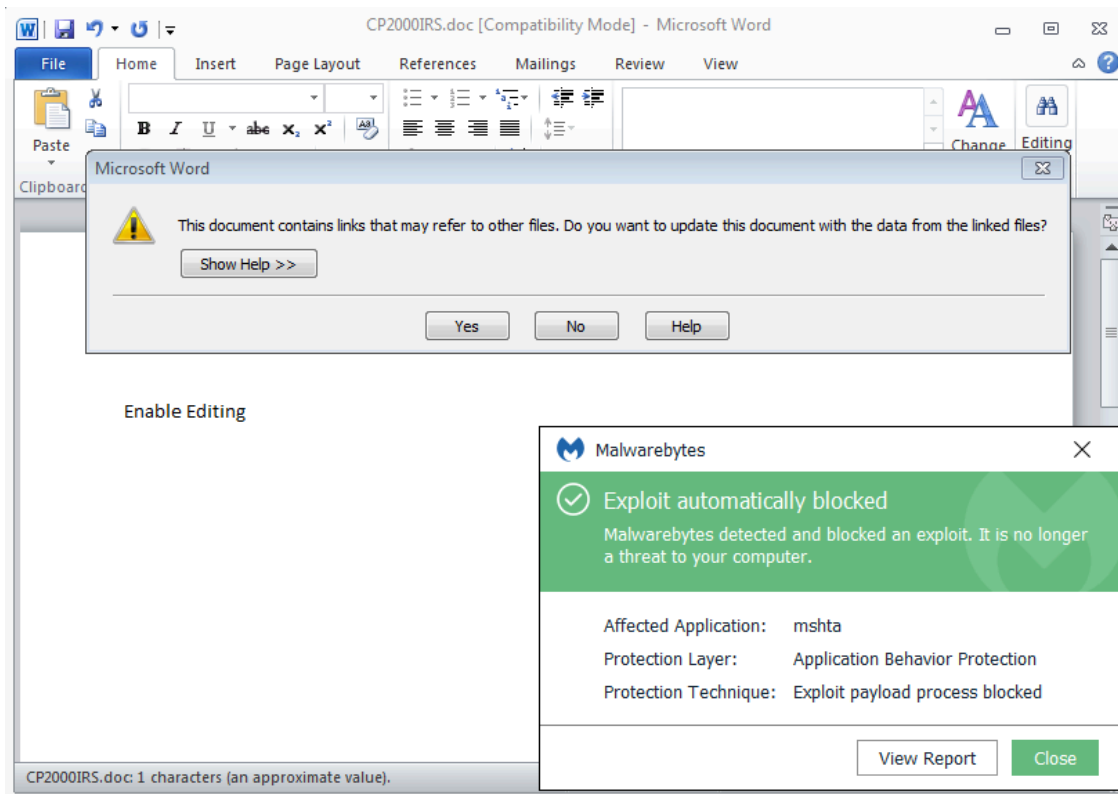 CP2000IRS.doc [Compatibility Mode] - Microsoft Word
File Home Insert Page Layout References Mailings Review View
Paste
B I U abc x₂ x² Aa
Change Editing
Clipboard
Microsoft Word
This document contains links that may refer to other files. Do you want to update this document with the data from the linked files?
Show Help >>
Yes No Help
Enable Editing
Malwarebytes
Exploit automatically blocked
Malwarebytes detected and blocked an exploit. It is no longer
a threat to your computer.
Affected Application: mshta
Protection Layer: Application Behavior Protection
Protection Technique: Exploit payload process blocked
View Report Close
CP2000IRS.doc: 1 characters (an approximate value).